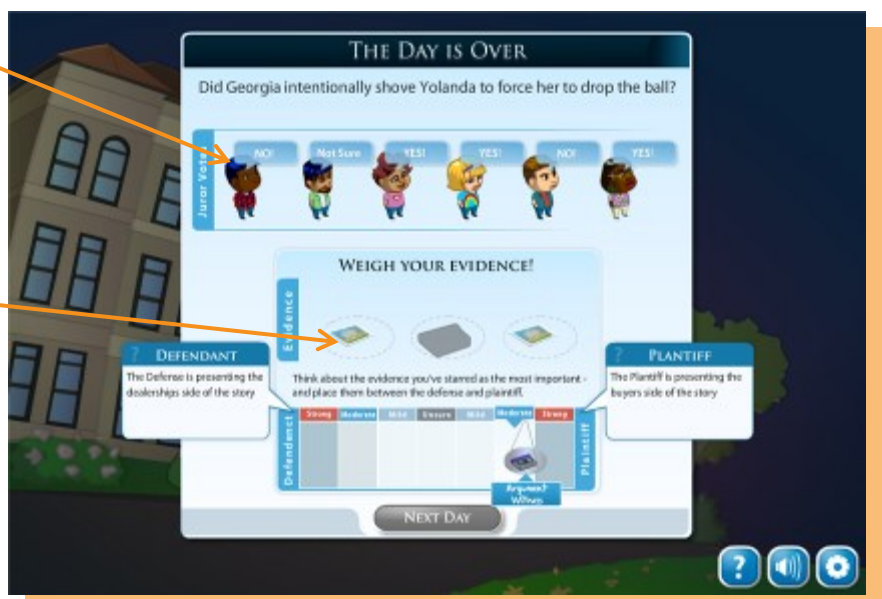 THE DAY IS OVER
Did Georgia intentionally shove Yolanda to force her to drop the ball?
Juror Votes
NO!
Not Sure
YES!
YES!
NO!
YES!
WEIGH YOUR EVIDENCE!
Evidence
? DEFENDANT
The Defense is presenting the
dealerships side of the story
Think about the evidence you've starred as the most important -
and place them between the defense and plaintiff.
? PLANTIFF
The Plantiff is presenting the
buyers side of the story
Defendenct
Strong
Moderate
Mild
Unsure
Mild
Moderate
Strong
Plaintiff
Argument
NEXT DAY
?